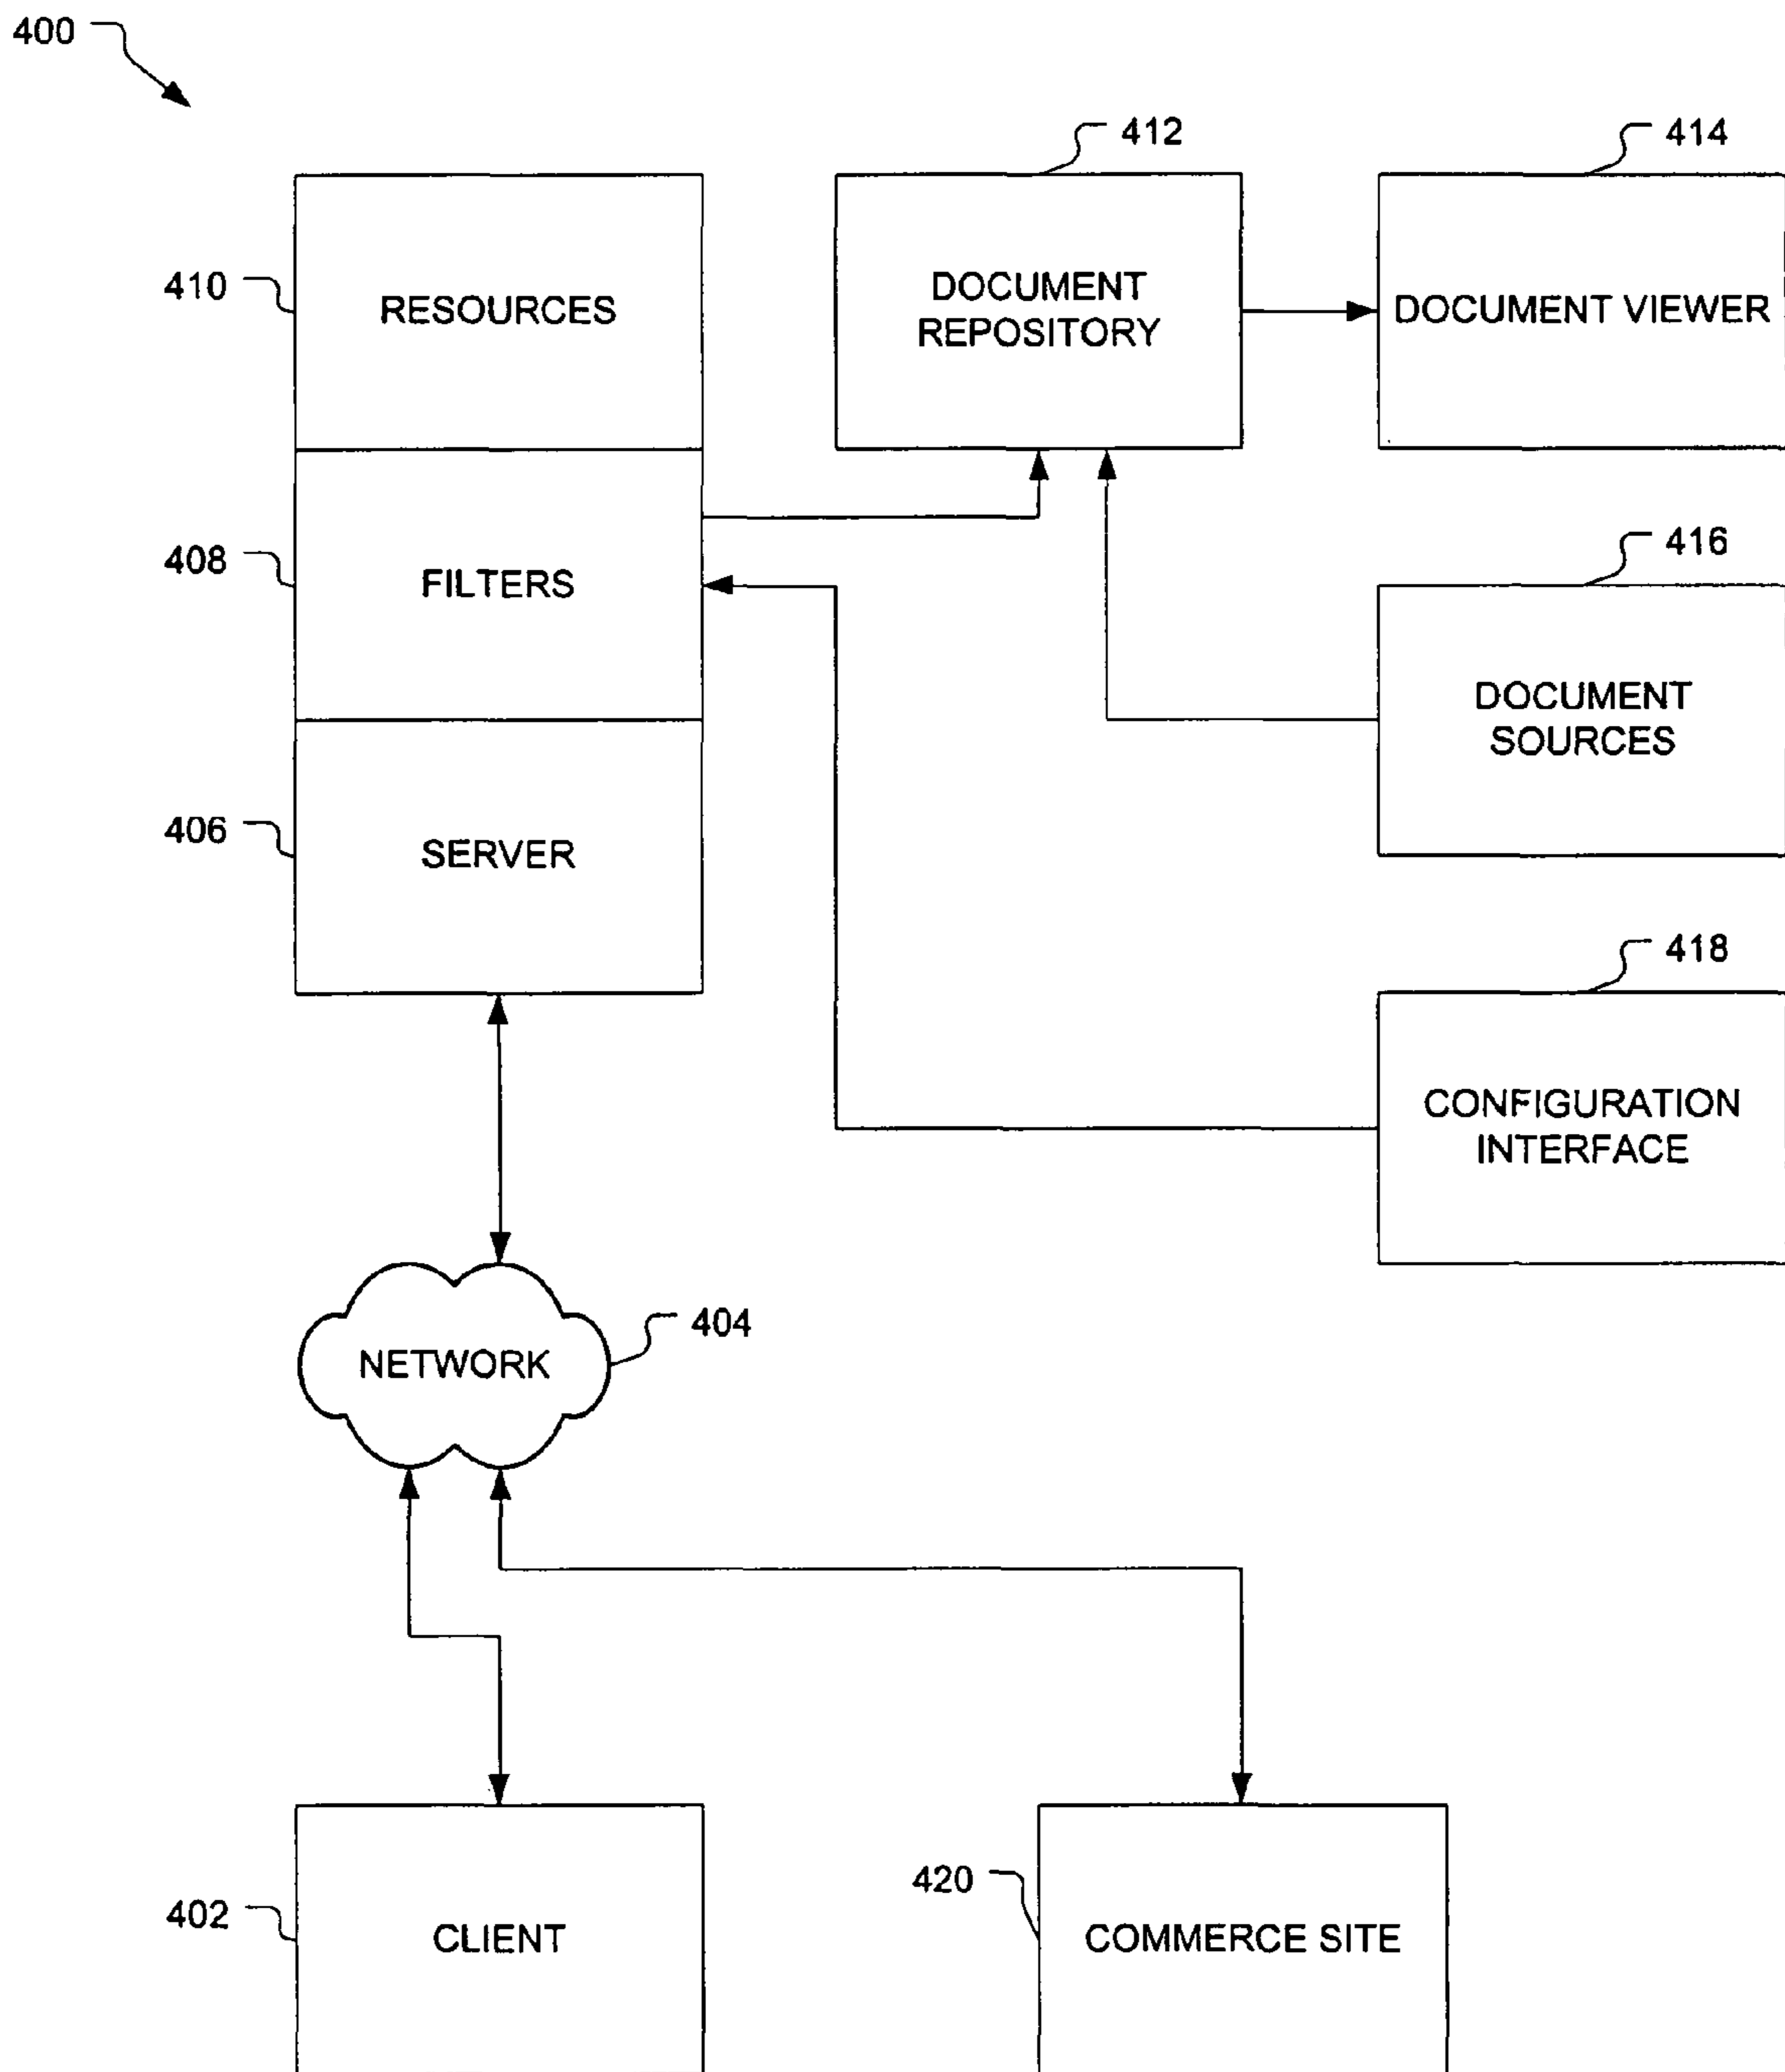 400
412
414
410
RESOURCES
DOCUMENT
REPOSITORY
DOCUMENT VIEWER
408
FILTERS
416
DOCUMENT
SOURCES
406
SERVER
418
CONFIGURATION
INTERFACE
404
NETWORK
402
CLIENT
420
COMMERCE SITE